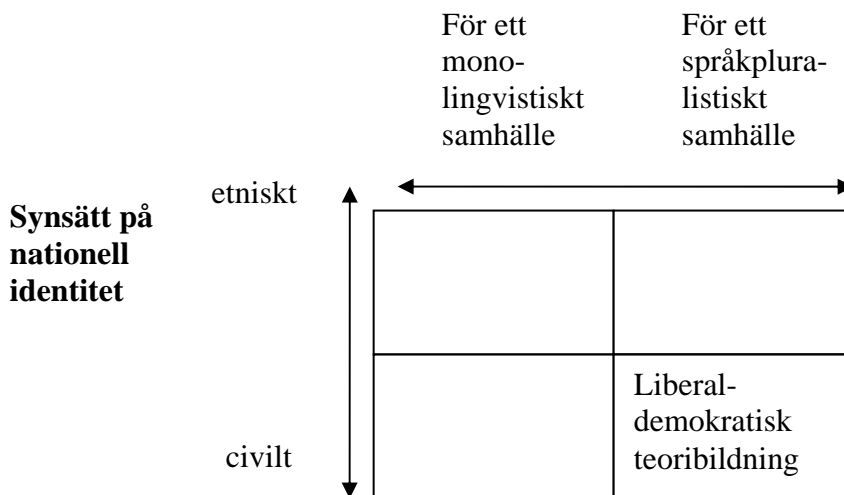 För ett
mono-
lingvistiskt
samhälle
För ett
språkplura-
listiskt
samhälle
etniskt
Synsätt på
nationell
identitet
Liberal-
demokratisk
teoribildning
civilt